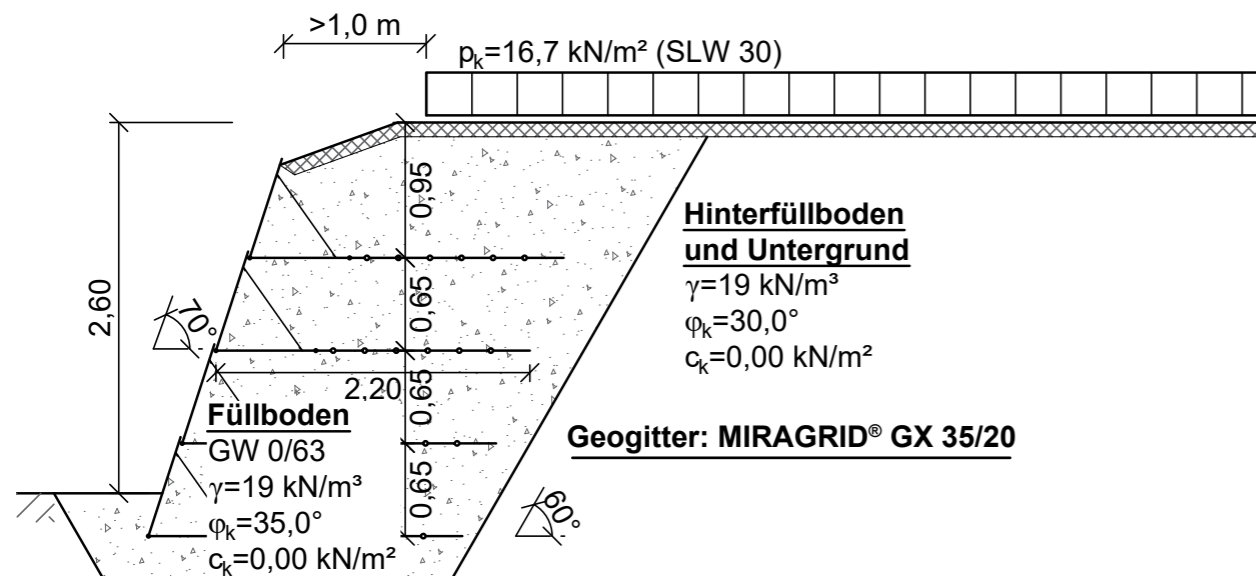 >1,0 m
pk=16,7 kN/m² (SLW 30)
0,95
Hinterfüllboden
und Untergrund
γ=19 kN/m³
φk=30,0°
ck=0,00 kN/m²
2,60
70°
0,65
2,20
0,65
Füllboden
GW 0/63
γ=19 kN/m³
φk=35,0°
ck=0,00 kN/m²
0,65
Geogitter: MIRAGRID® GX 35/20
60°